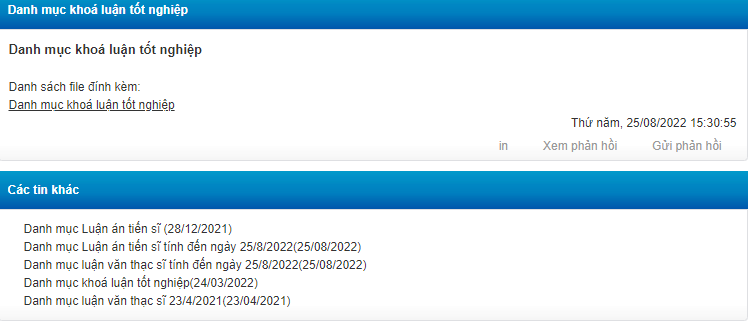 Danh mục khoá luận tốt nghiệp
Danh mục khoá luận tốt nghiệp
Danh sách file đính kèm:
Danh mục khoá luận tốt nghiệp
Thứ năm, 25/08/2022 15:30:55
in Xem phản hồi Gửi phản hồi
Các tin khác
Danh mục Luận án tiến sĩ (28/12/2021)
Danh mục Luận án tiến sĩ tính đến ngày 25/8/2022(25/08/2022)
Danh mục luận văn thạc sĩ tính đến ngày 25/8/2022(25/08/2022)
Danh mục khoá luận tốt nghiệp(24/03/2022)
Danh mục luận văn thạc sĩ 23/4/2021(23/04/2021)